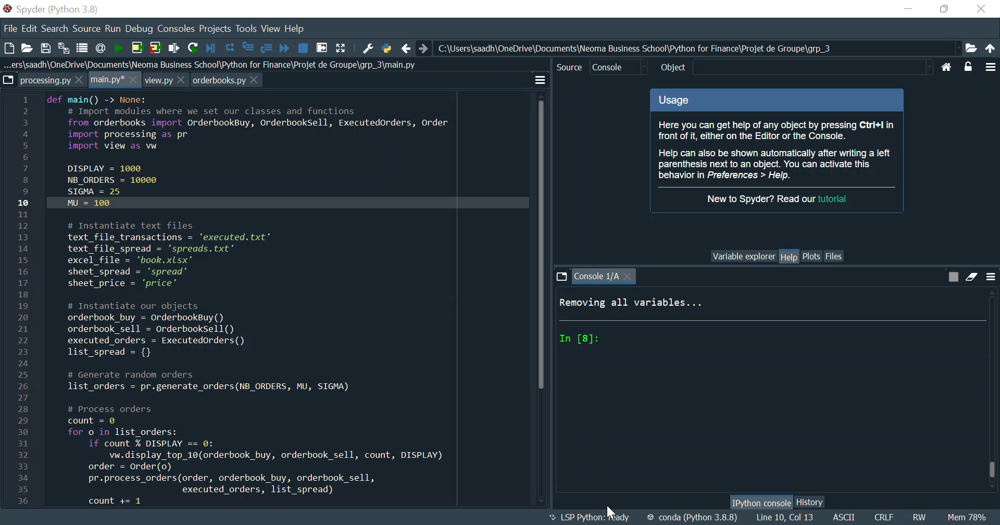 Spyder (Python 3.8)
File Edit Search Source Run Debug Consoles Projects Tools View Help
C:\Users\saadh\OneDrive\Documents\Neoma Business School\Python for Finance\Projet de Groupe\grp_3
...ers\saadh\OneDrive\Documents\Neoma Business School\Python for Finance\Projet de Groupe\grp_3\main.py
processing.py main.py* view.py orderbooks.py
1 def main() -> None:
2 # Import modules where we set our classes and functions
3 from orderbooks import OrderbookBuy, OrderbookSell, ExecutedOrders, Order
4 import processing as pr
5 import view as vw
6
7 DISPLAY = 1000
8 NB_ORDERS = 10000
9 SIGMA = 25
10 MU = 100
11
12 # Instantiate text files
13 text_file_transactions = 'executed.txt'
14 text_file_spread = 'spreads.txt'
15 excel_file = 'book.xlsx'
16 sheet_spread = 'spread'
17 sheet_price = 'price'
18
19 # Instantiate our objects
20 orderbook_buy = OrderbookBuy()
21 orderbook_sell = OrderbookSell()
22 executed_orders = ExecutedOrders()
23 list_spread = {}
24
25 # Generate random orders
26 list_orders = pr.generate_orders(NB_ORDERS, MU, SIGMA)
27
28 # Process orders
29 count = 0
30 for o in list_orders:
31 if count % DISPLAY == 0:
32 vw.display_top_10(orderbook_buy, orderbook_sell, count, DISPLAY)
33 order = Order(o)
34 pr.process_orders(order, orderbook_buy, orderbook_sell,
35 executed_orders, list_spread)
36 count += 1
Source Console Object
Usage
Here you can get help of any object by pressing Ctrl+I in
front of it, either on the Editor or the Console.
Help can also be shown automatically after writing a left
parenthesis next to an object. You can activate this
behavior in Preferences > Help.
New to Spyder? Read our tutorial
Variable explorer Help Plots Files
Console 1/A
Removing all variables...
In [8]:
IPython console History
LSP Python: ready conda (Python 3.8.8) Line 10, Col 13 ASCII CRLF RW Mem 78%